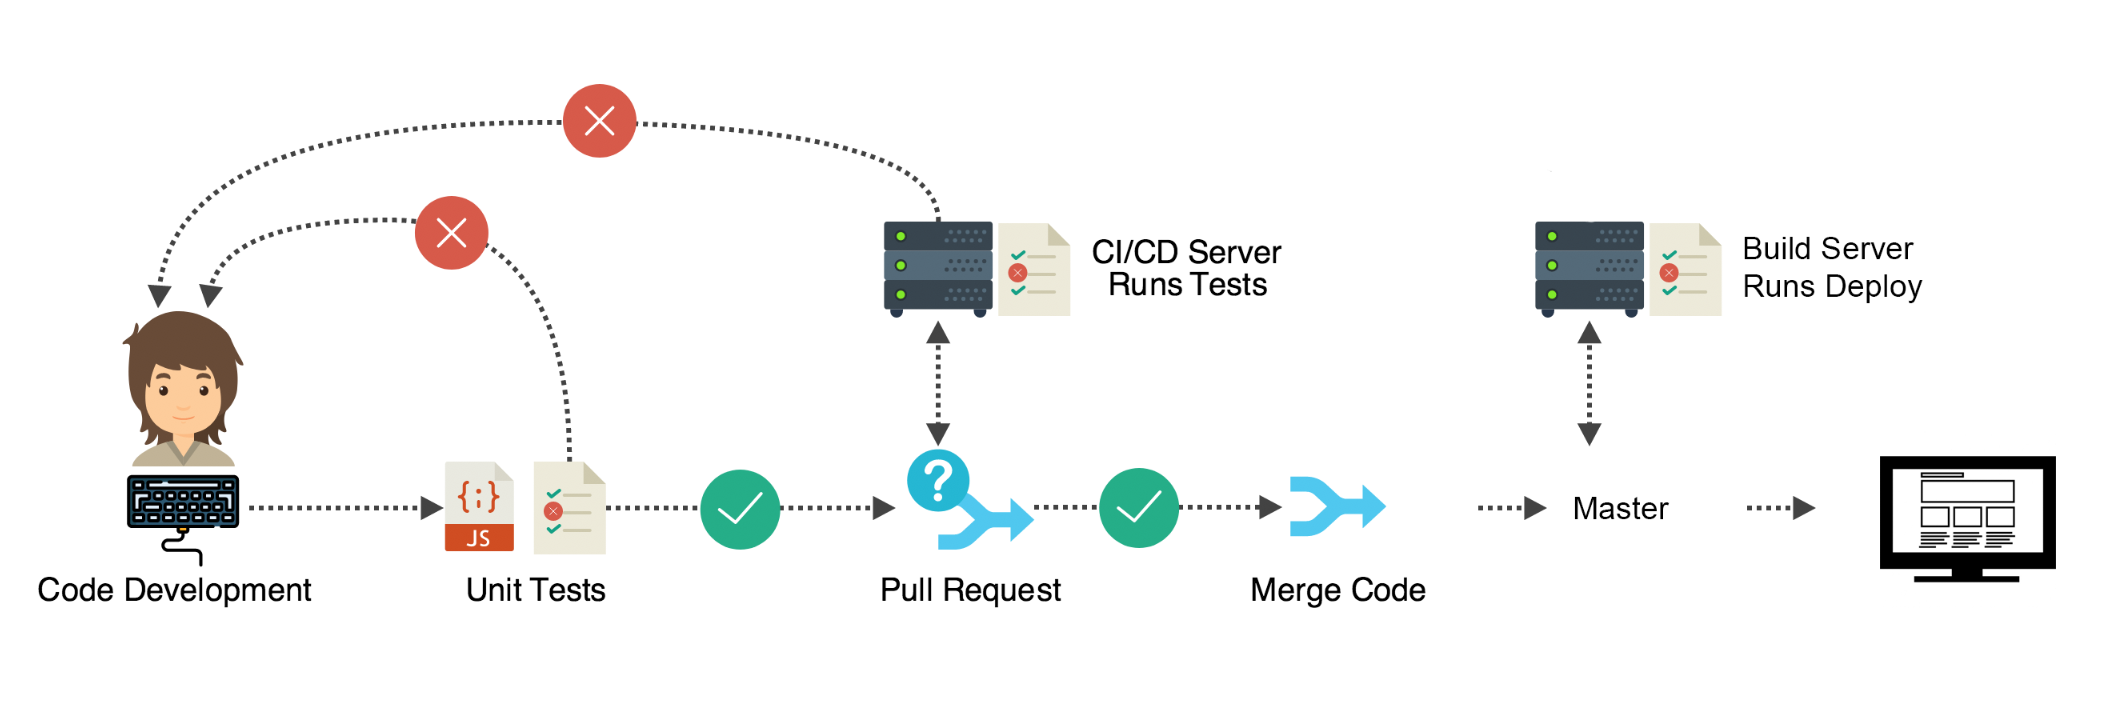 CI/CD Server
Runs Tests
Build Server
Runs Deploy
{;}
JS
?
Master
Code Development
Unit Tests
Pull Request
Merge Code